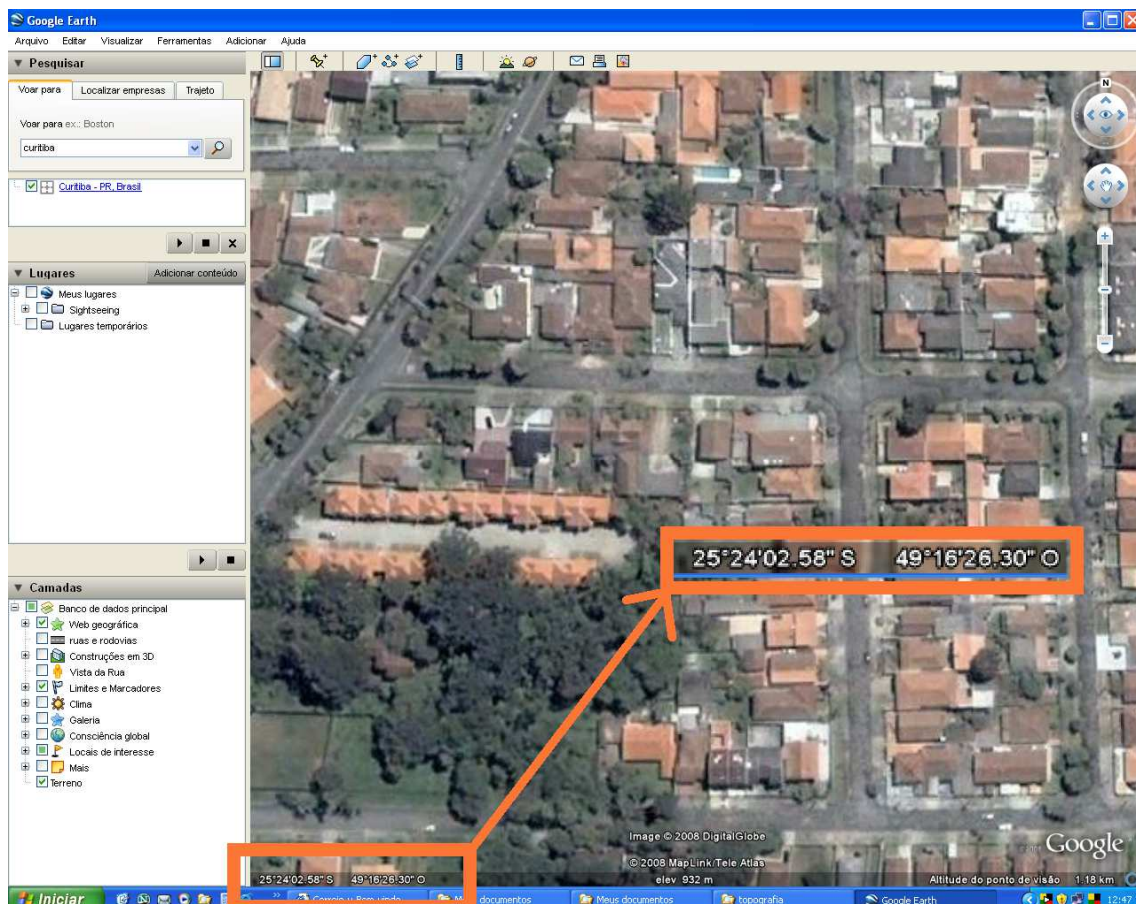 Google Earth
Arquivo Editar Visualizar Ferramentas Adicionar Ajuda
Pesquisar
Voar para Localizar empresas Trajeto
Voar para ex.: Boston
curitiba
Curitiba - PR, Brasil
Lugares Adicionar conteúdo
Meus lugares
Sightseeing
Lugares temporários
Camadas
Banco de dados principal
Web geográfica
ruas e rodovias
Construções em 3D
Vista da Rua
Limites e Marcadores
Clima
Galeria
Consciência global
Locais de interesse
Mais
Terreno
N
25°24'02.58" S 49°16'26.30" O
Image © 2008 DigitalGlobe
© 2008 MapLink/Tele Atlas
Google
25°24'02.58" S 49°16'26.30" O
elev 932 m
Altitude do ponto de visão 1.18 km
Iniciar
documentos
Meus documentos
topografia
Google Earth
12:47